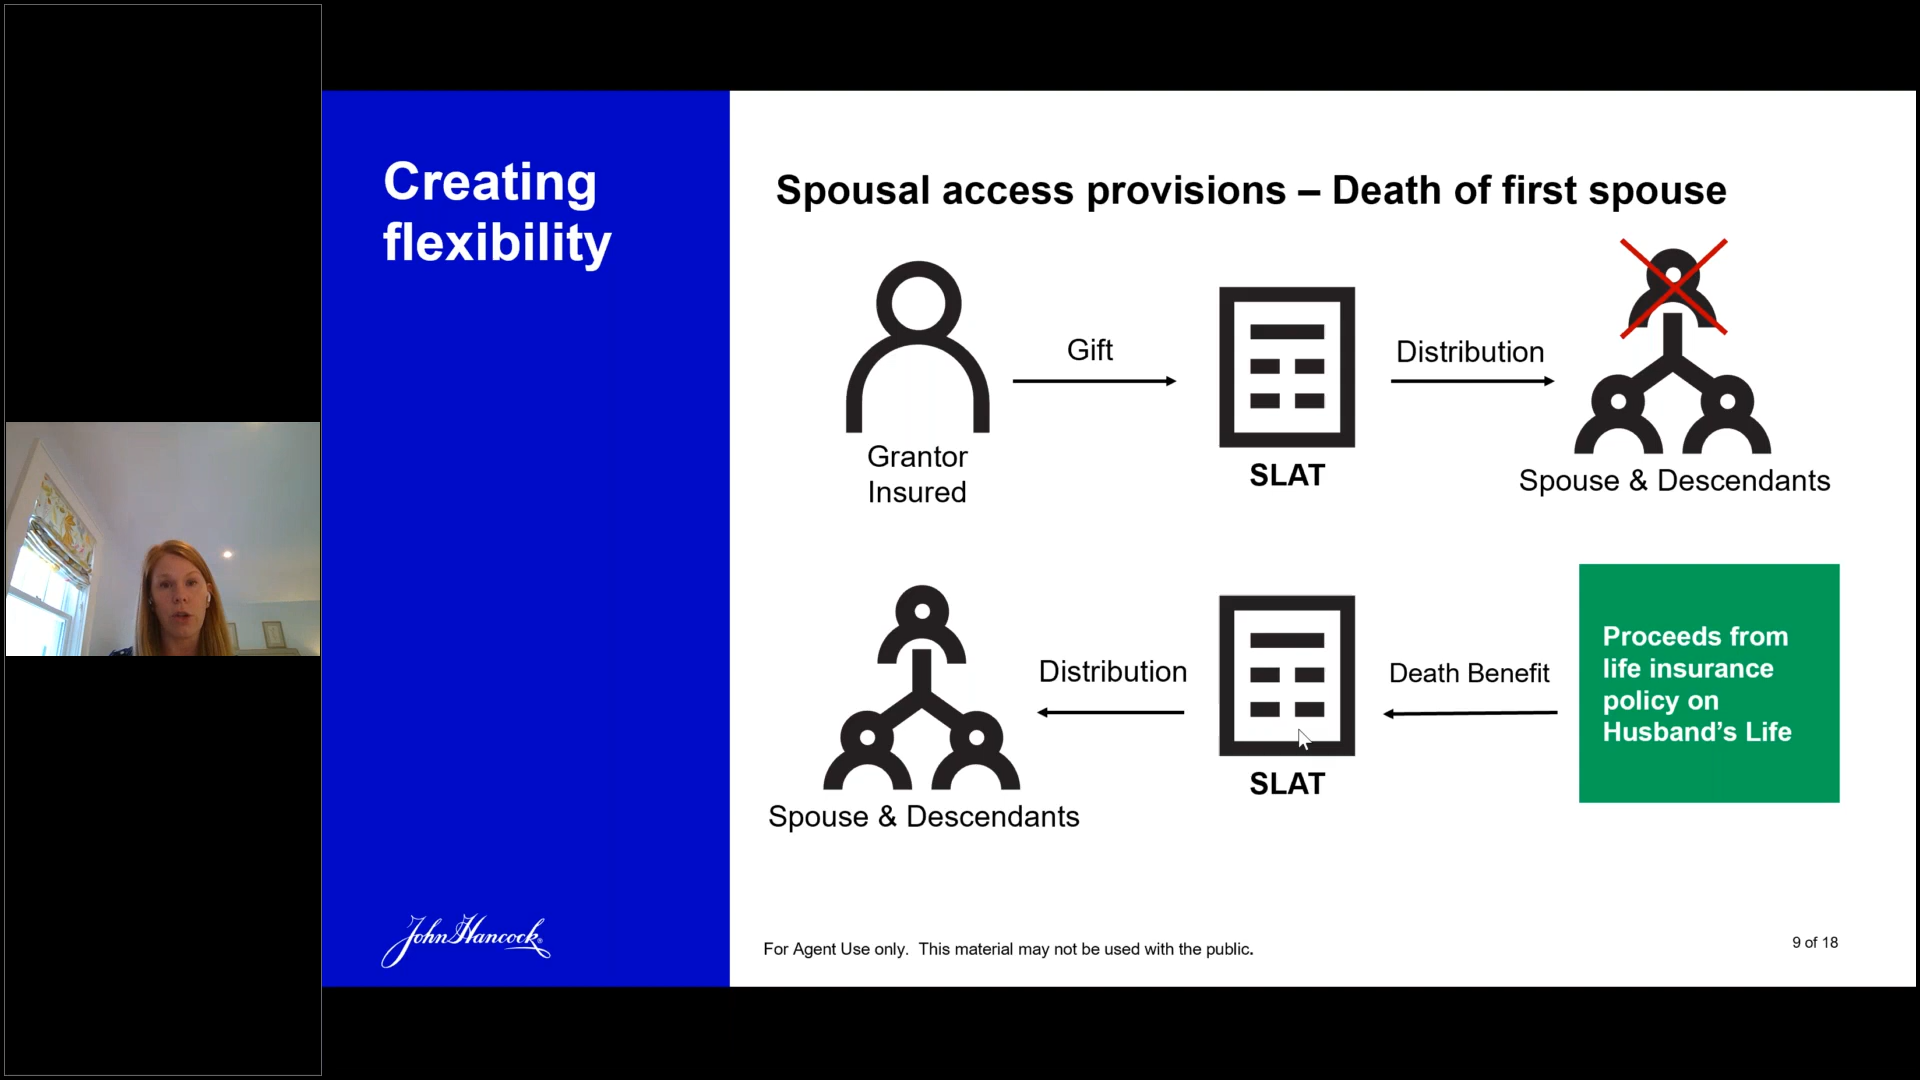 Creating
flexibility
Spousal access provisions – Death of first spouse
Gift
Distribution
Grantor
Insured
SLAT
Spouse & Descendants
Distribution
Death Benefit
Proceeds from
life insurance
policy on
Husband’s Life
SLAT
Spouse & Descendants
John Hancock®
For Agent Use only.  This material may not be used with the public.
9 of 18